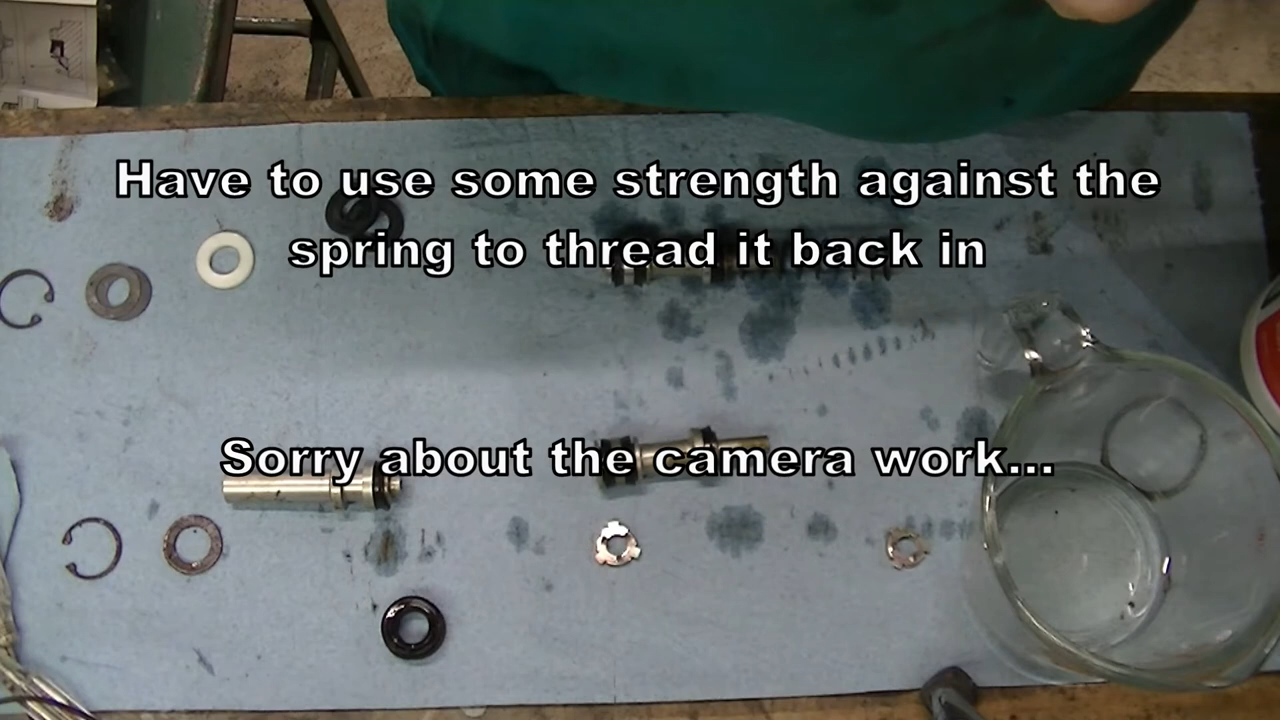 Have to use some strength against the
spring to thread it back in
Sorry about the camera work...